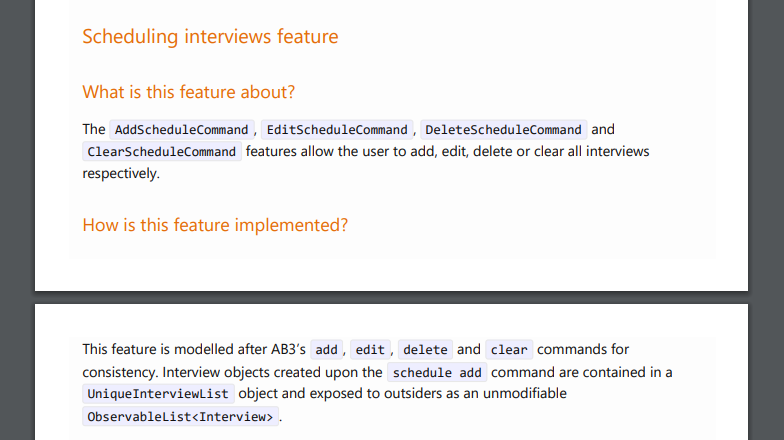 Scheduling interviews feature
What is this feature about?
The AddScheduleCommand, EditScheduleCommand, DeleteScheduleCommand and
ClearScheduleCommand features allow the user to add, edit, delete or clear all interviews
respectively.
How is this feature implemented?
This feature is modelled after AB3’s add, edit, delete and clear commands for
consistency. Interview objects created upon the schedule add command are contained in a
UniqueInterviewList object and exposed to outsiders as an unmodifiable
ObservableList<Interview>.